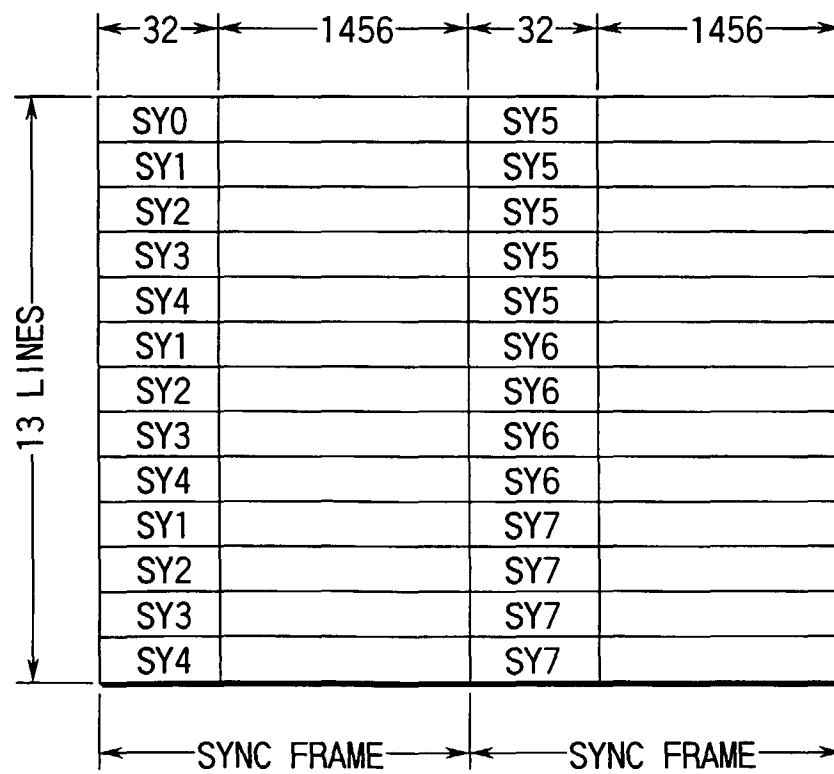 32 1456 32 1456
SY0 SY5
SY1 SY5
SY2 SY5
SY3 SY5
SY4 SY5
SY1 SY6
SY2 SY6
SY3 SY6
SY4 SY6
SY1 SY7
SY2 SY7
SY3 SY7
SY4 SY7
13 LINES
SYNC FRAME SYNC FRAME